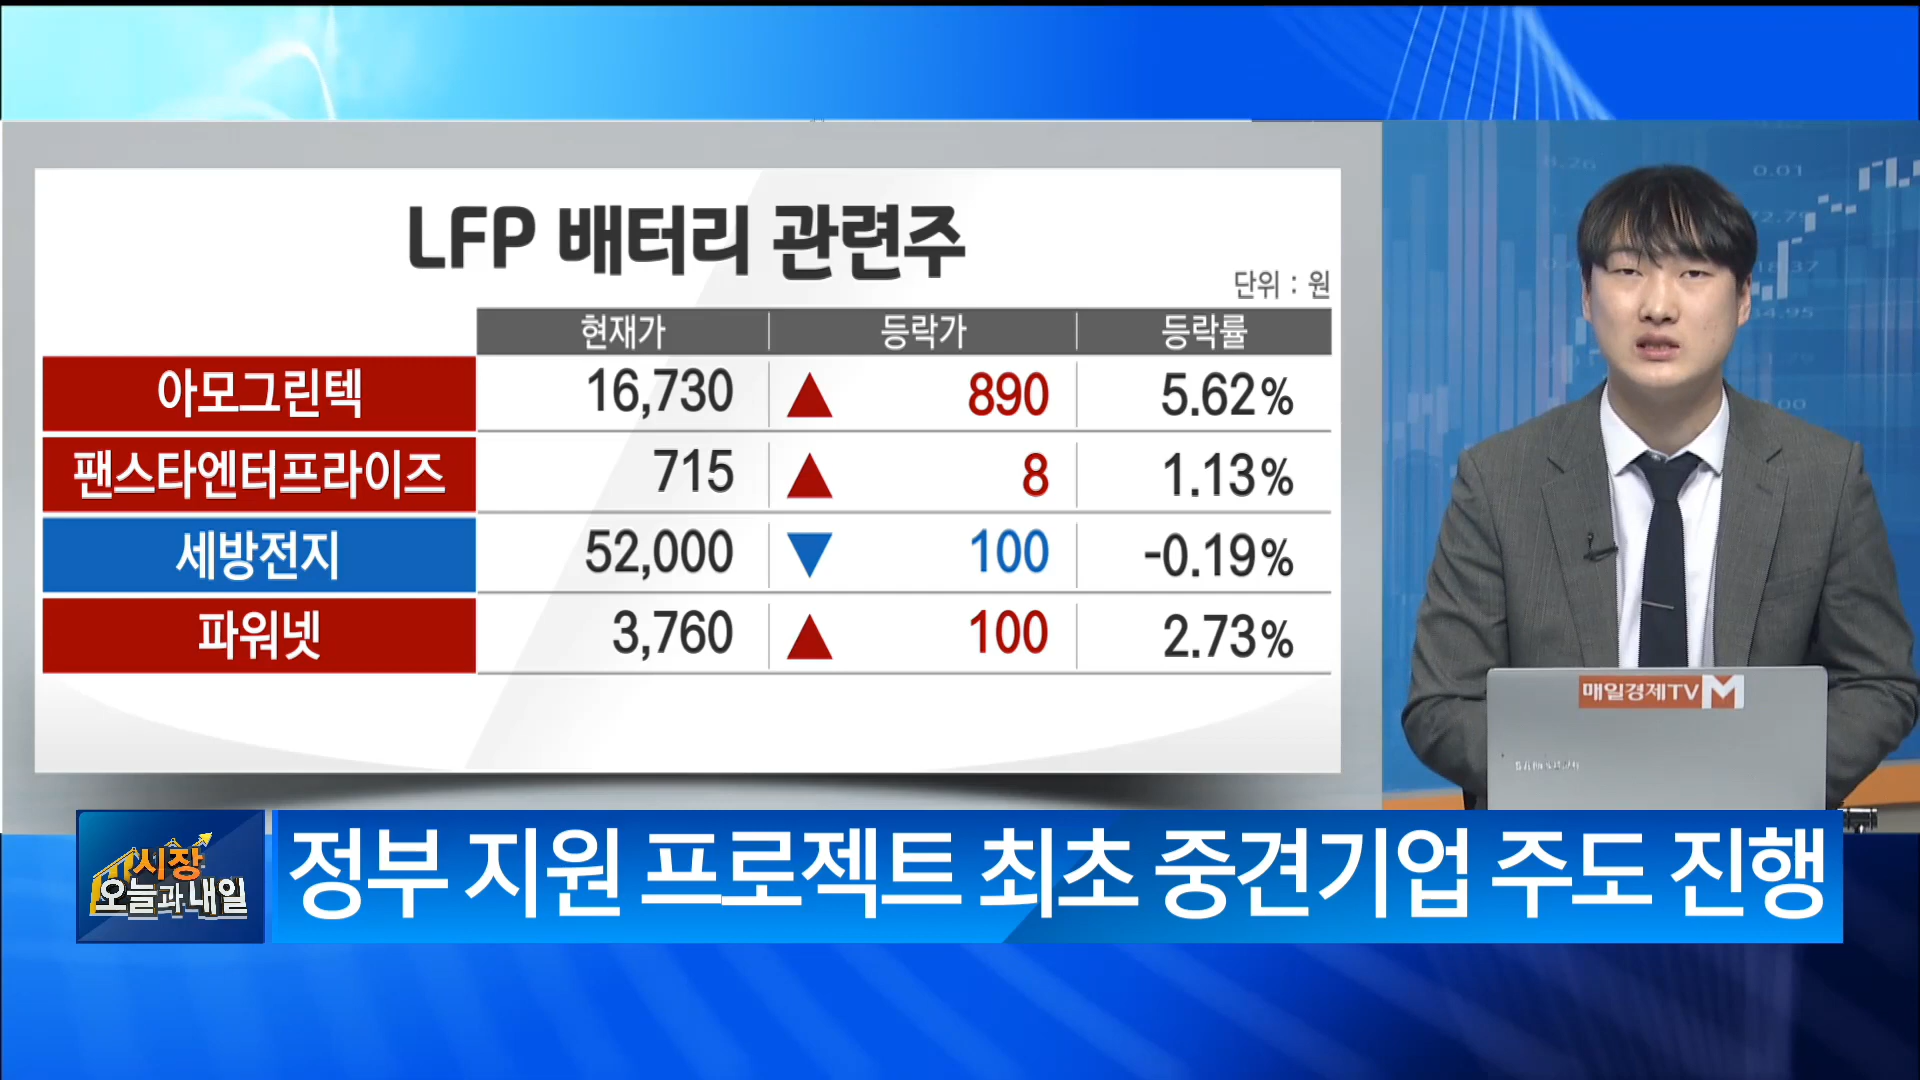 LFP 배터리 관련주
단위 : 원
현재가 등락가 등락률
아모그린텍 16,730 ▲ 890 5.62%
팬스타엔터프라이즈 715 ▲ 8 1.13%
세방전지 52,000 ▼ 100 -0.19%
파워넷 3,760 ▲ 100 2.73%
매일경제TV M
시장
오늘과 내일
정부 지원 프로젝트 최초 중견기업 주도 진행